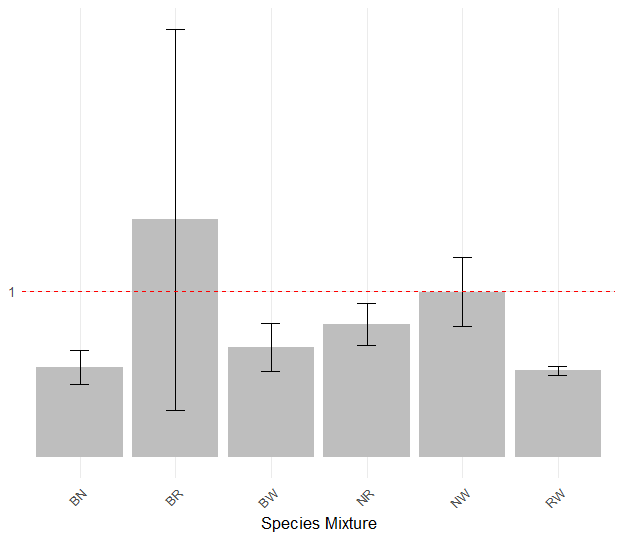 1
BN BR BW NR NW RW
Species Mixture